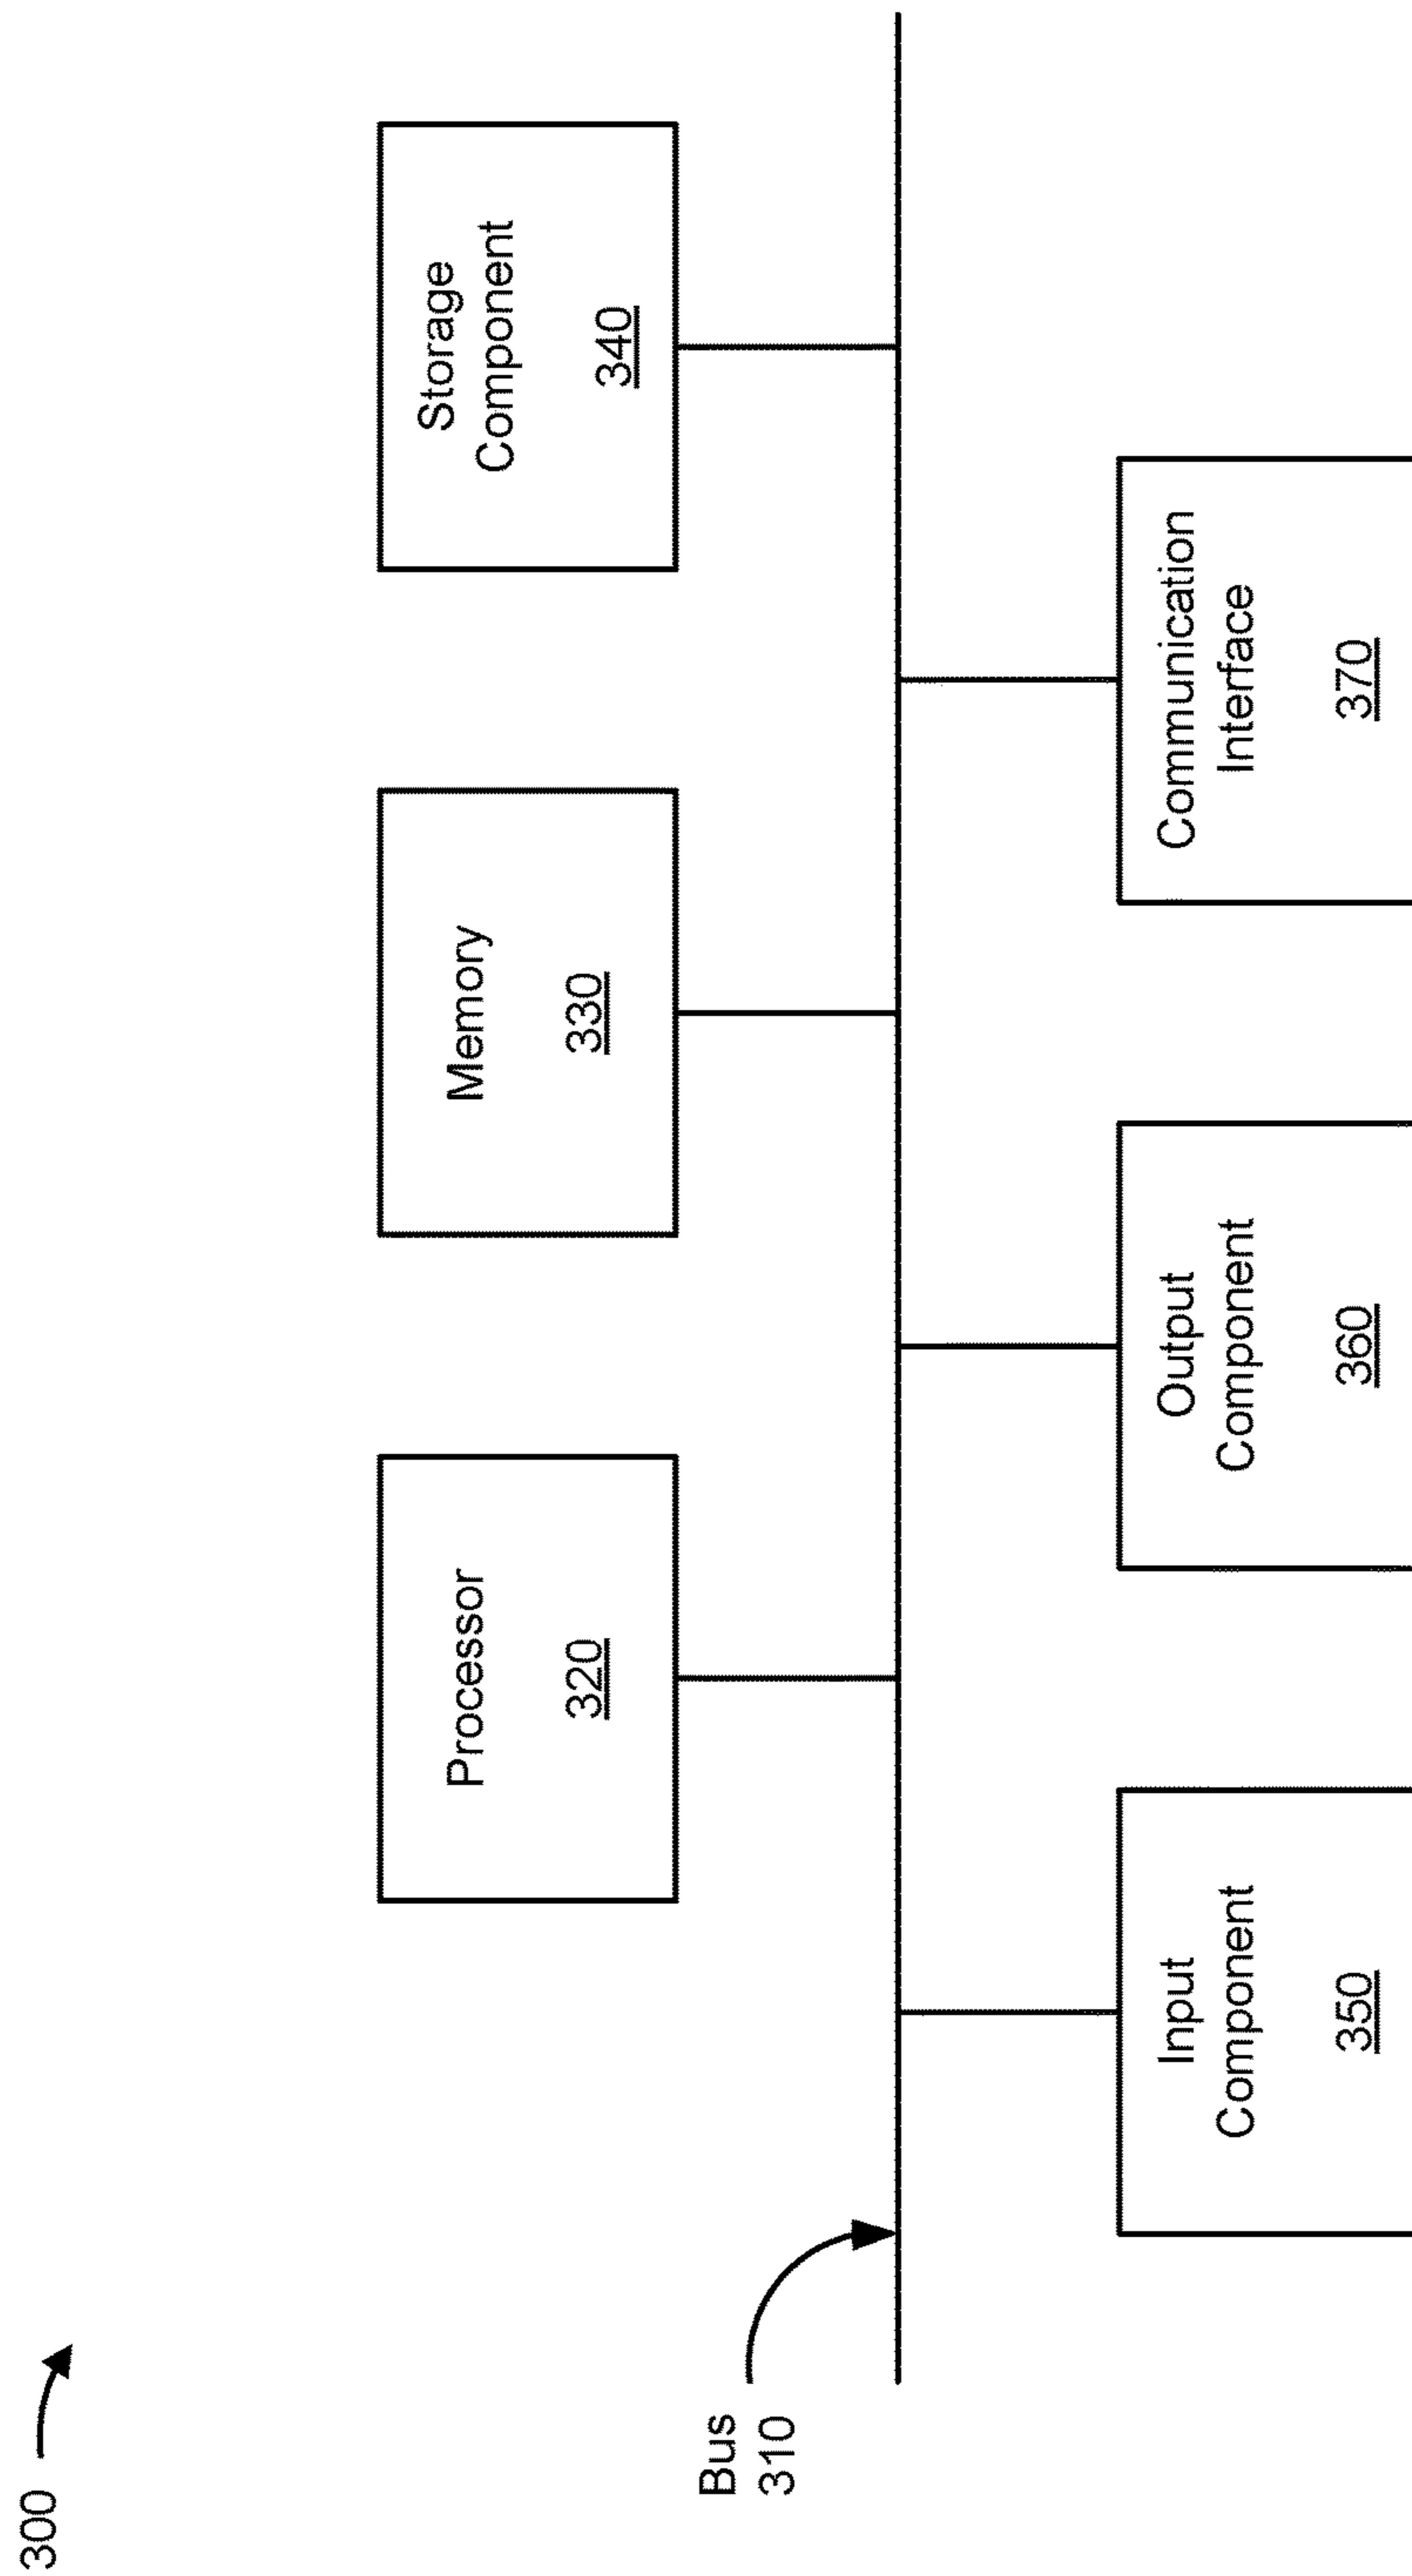 300
Processor
320
Memory
330
Storage
Component
340
Bus
310
Input
Component
350
Output
Component
360
Communication
Interface
370